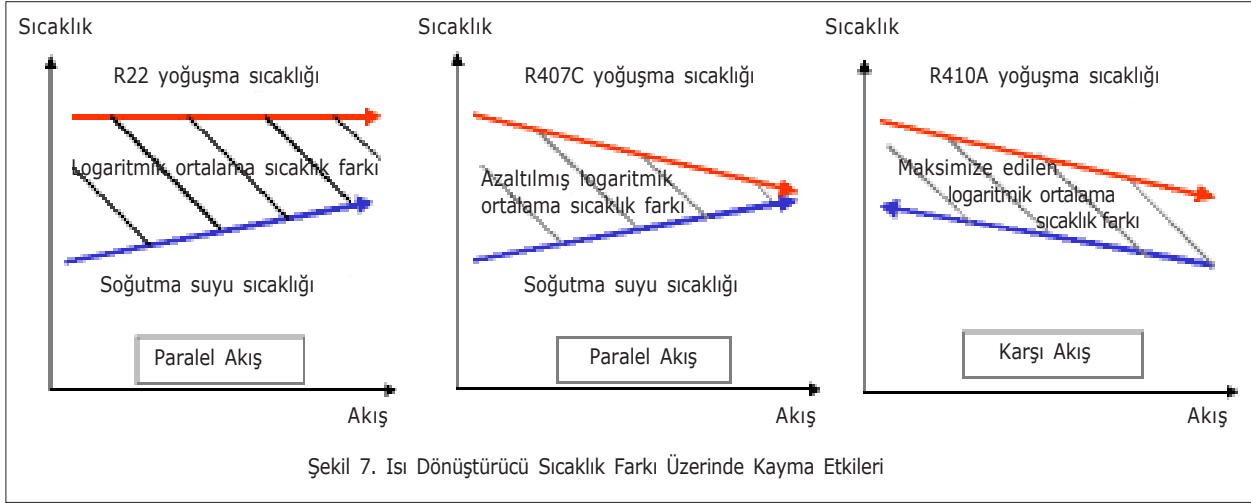 Sıcaklık
R22 yoğuşma sıcaklığı
Logaritmik ortalama sıcaklık farkı
Soğutma suyu sıcaklığı
Paralel Akış
Akış
Sıcaklık
R407C yoğuşma sıcaklığı
Azaltılmış logaritmik
ortalama sıcaklık farkı
Soğutma suyu sıcaklığı
Paralel Akış
Akış
Sıcaklık
R410A yoğuşma sıcaklığı
Maksimize edilen
logaritmik ortalama
sıcaklık farkı
Karşı Akış
Akış
Şekil 7. Isı Dönüştürücü Sıcaklık Farkı Üzerinde Kayma Etkileri